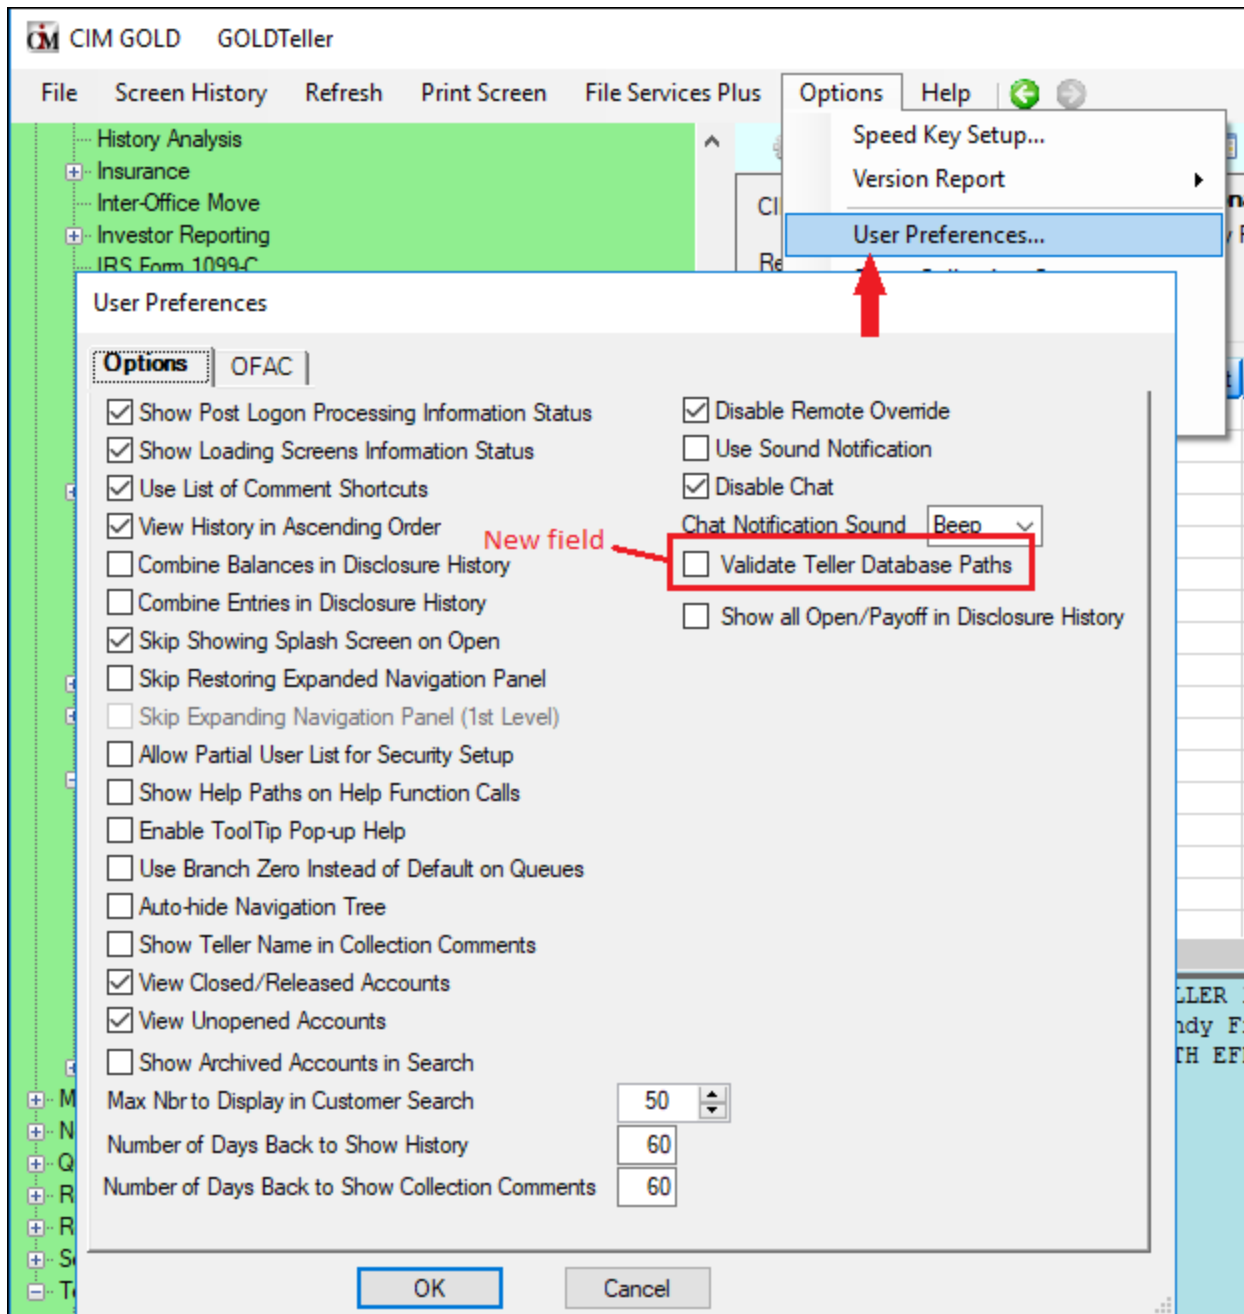 CIM GOLD GOLDTeller
File Screen History Refresh Print Screen File Services Plus Options Help
History Analysis
Insurance
Inter-Office Move
Investor Reporting
IRS Form 1099-C
Speed Key Setup...
Version Report
User Preferences...
User Preferences
Options OFAC
Show Post Logon Processing Information Status
Show Loading Screens Information Status
Use List of Comment Shortcuts
View History in Ascending Order
Combine Balances in Disclosure History
Combine Entries in Disclosure History
Skip Showing Splash Screen on Open
Skip Restoring Expanded Navigation Panel
Skip Expanding Navigation Panel (1st Level)
Allow Partial User List for Security Setup
Show Help Paths on Help Function Calls
Enable ToolTip Pop-up Help
Use Branch Zero Instead of Default on Queues
Auto-hide Navigation Tree
Show Teller Name in Collection Comments
View Closed/Released Accounts
View Unopened Accounts
Show Archived Accounts in Search
Max Nbr to Display in Customer Search 50
Number of Days Back to Show History 60
Number of Days Back to Show Collection Comments 60
Disable Remote Override
Use Sound Notification
Disable Chat
Chat Notification Sound Beep
New field
Validate Teller Database Paths
Show all Open/Payoff in Disclosure History
OK Cancel